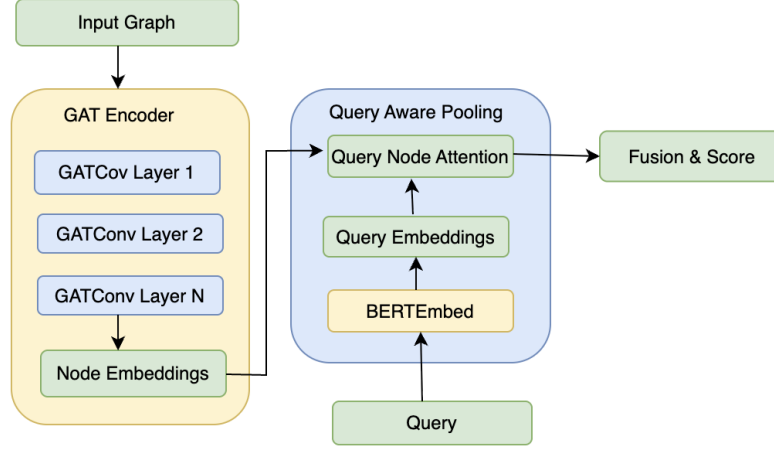 Input Graph
GAT Encoder
GATCov Layer 1
GATConv Layer 2
GATConv Layer N
Node Embeddings
Query Aware Pooling
Query Node Attention
Query Embeddings
BERTEmbed
Query
Fusion & Score